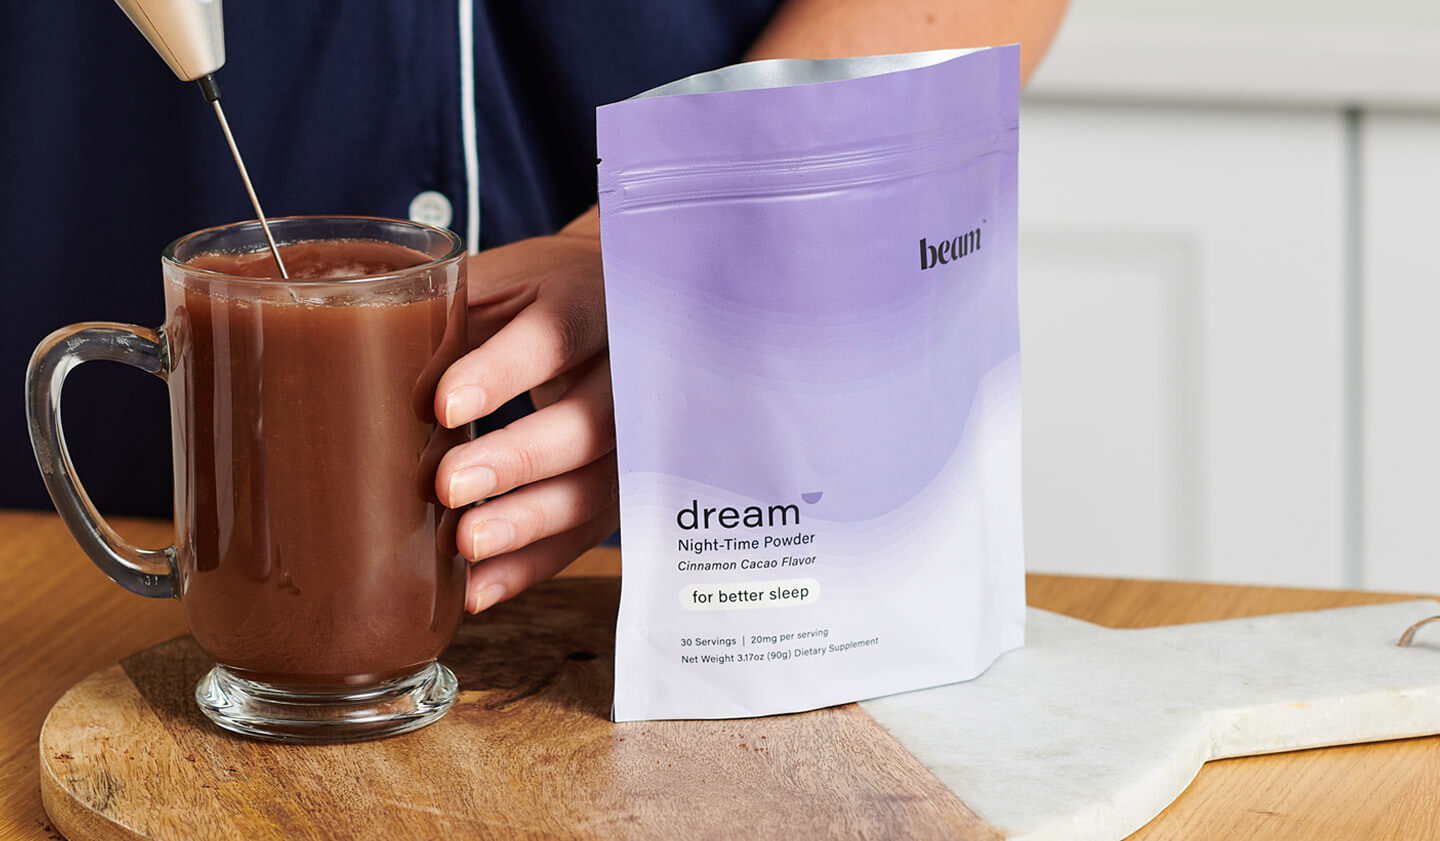 beam™
dream
Night-Time Powder
Cinnamon Cacao Flavor
for better sleep
30 Servings | 20mg per serving
Net Weight 3.17oz (90g) Dietary Supplement